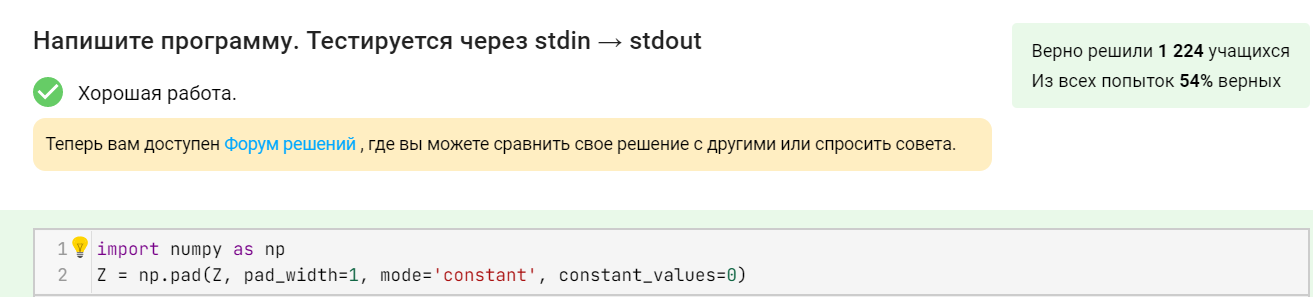 Напишите программу. Тестируется через stdin → stdout
Верно решили 1 224 учащихся
Из всех попыток 54% верных
Хорошая работа.
Теперь вам доступен Форум решений , где вы можете сравнить свое решение с другими или спросить совета.
1 import numpy as np
2 Z = np.pad(Z, pad_width=1, mode='constant', constant_values=0)